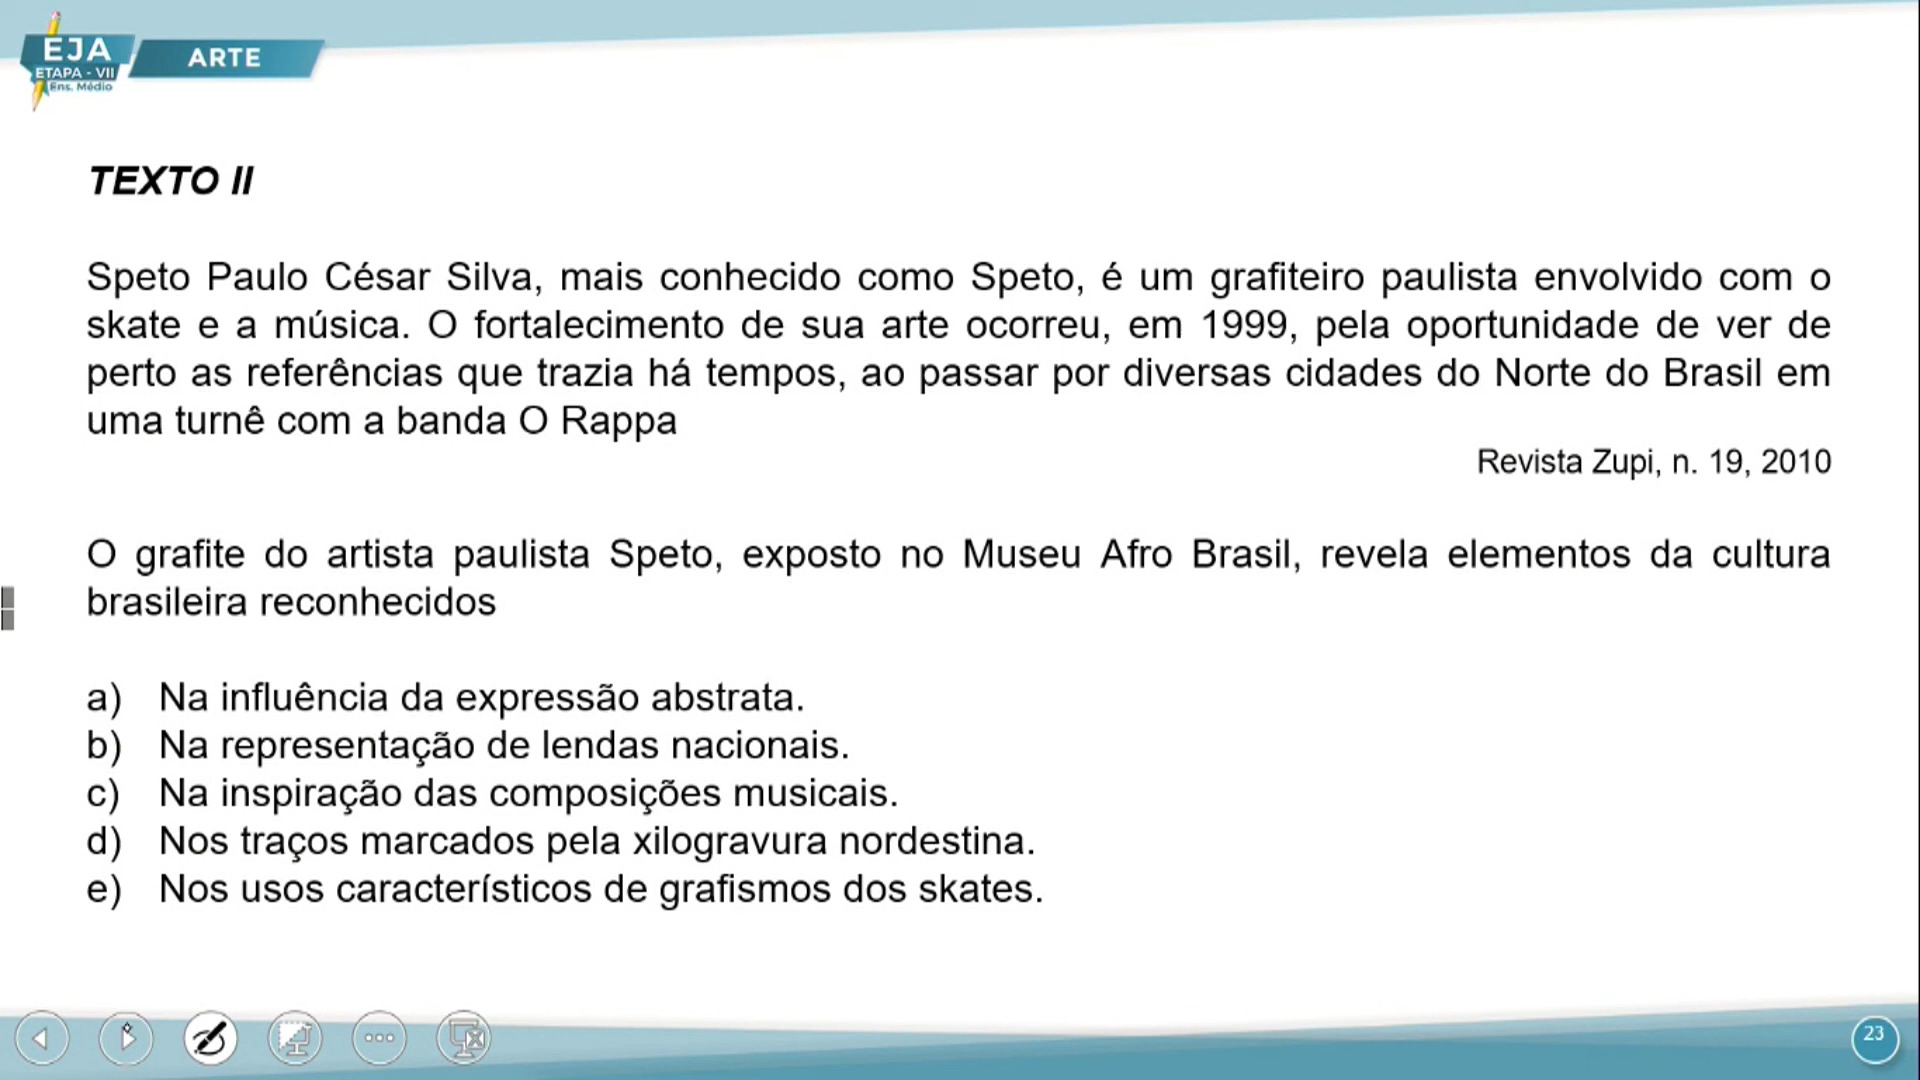 EJA
ETAPA - VII
Ens. Médio
ARTE
TEXTO II
Speto Paulo César Silva, mais conhecido como Speto, é um grafiteiro paulista envolvido com o
skate e a música. O fortalecimento de sua arte ocorreu, em 1999, pela oportunidade de ver de
perto as referências que trazia há tempos, ao passar por diversas cidades do Norte do Brasil em
uma turnê com a banda O Rappa
Revista Zupi, n. 19, 2010
O grafite do artista paulista Speto, exposto no Museu Afro Brasil, revela elementos da cultura
brasileira reconhecidos
a) Na influência da expressão abstrata.
b) Na representação de lendas nacionais.
c) Na inspiração das composições musicais.
d) Nos traços marcados pela xilogravura nordestina.
e) Nos usos característicos de grafismos dos skates.
23